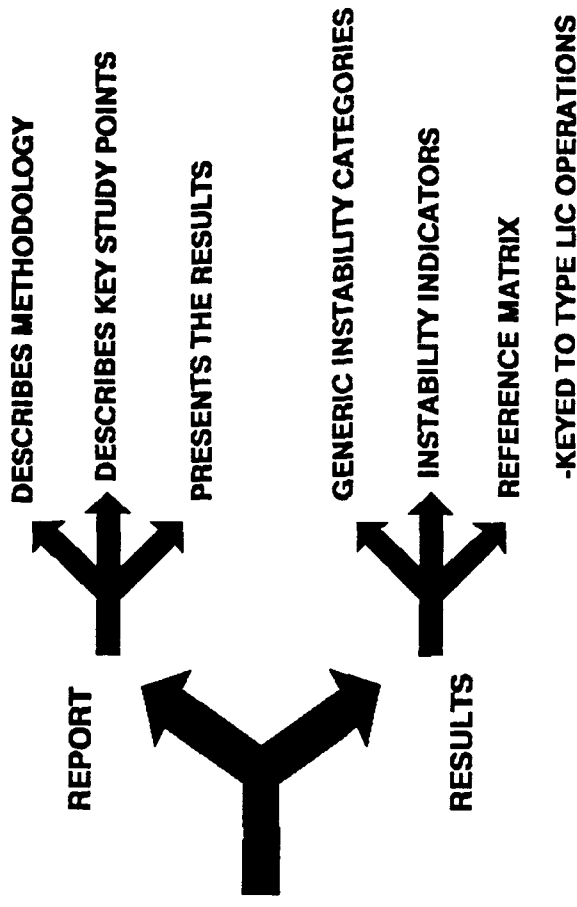 REPORT
DESCRIBES METHODOLOGY
DESCRIBES KEY STUDY POINTS
PRESENTS THE RESULTS
RESULTS
GENERIC INSTABILITY CATEGORIES
INSTABILITY INDICATORS
REFERENCE MATRIX
-KEYED TO TYPE LIC OPERATIONS